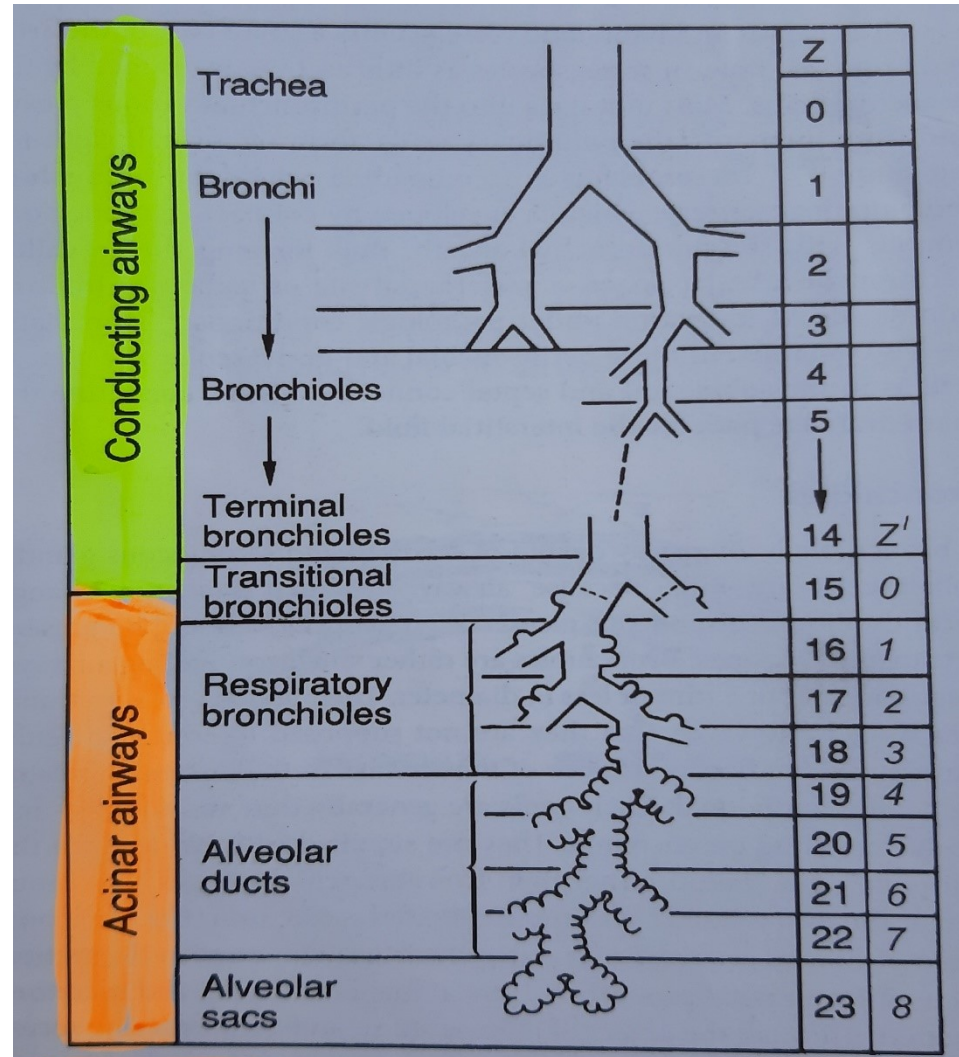 Conducting airways
Acinar airways
Trachea
Bronchi
Bronchioles
Terminal
bronchioles
Transitional
bronchioles
Respiratory
bronchioles
Alveolar
ducts
Alveolar
sacs
Z
0
1
2
3
4
5
14 Z'
15 0
16 1
17 2
18 3
19 4
20 5
21 6
22 7
23 8